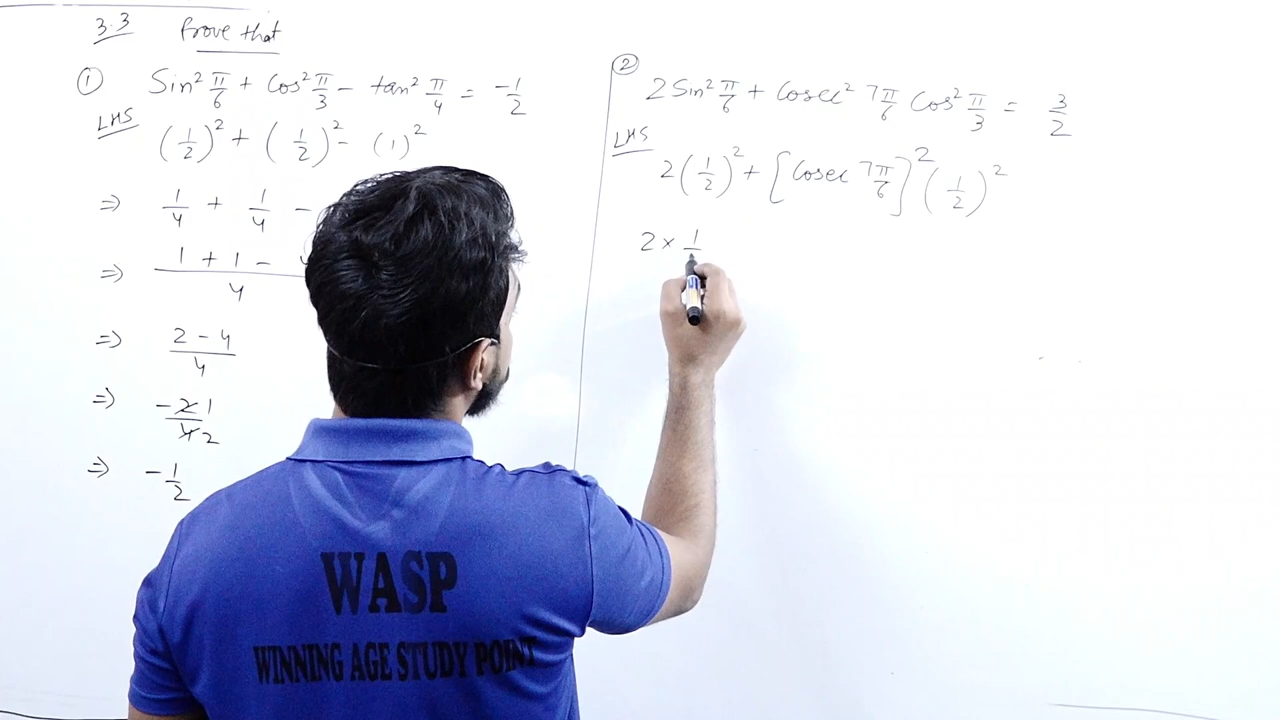 3.3 Prove that
① Sin² π/6 + Cos² π/3 − tan² π/4 = -1/2
LHS
(1/2)² + (1/2)² − (1)²
⇒ 1/4 + 1/4 −
⇒ 1 + 1 − / 4
⇒ 2 − 4 / 4
⇒ -2 1 / 4 2
⇒ -1/2
② 2 Sin² π/6 + Cosec² 7π/6 Cos² π/3 = 3/2
LHS
2 (1/2)² + [Cosec 7π/6]² (1/2)²
2 × 1
WASP
WINNING AGE STUDY POINT